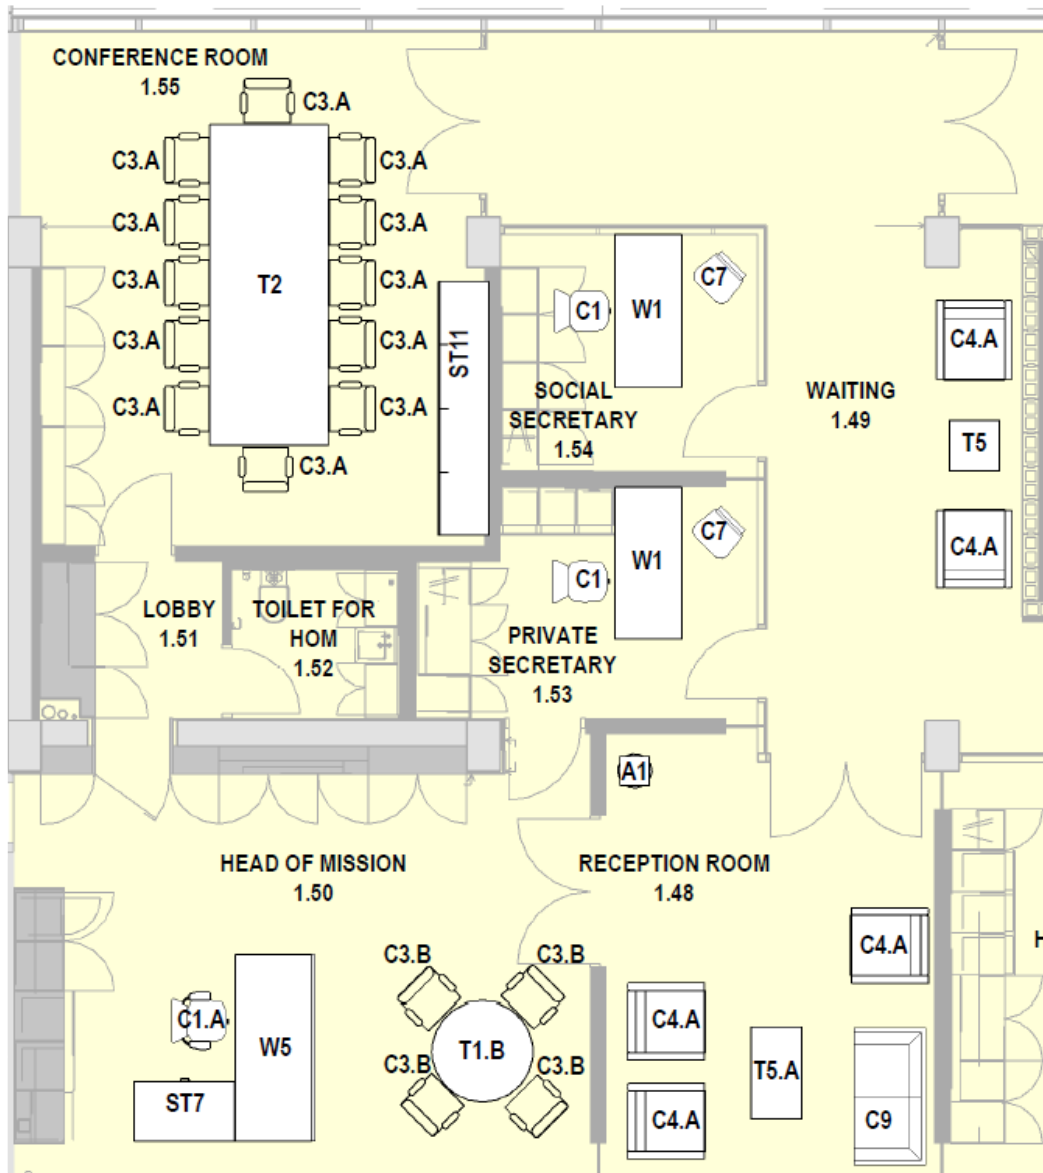 CONFERENCE ROOM
1.55
C3.A
C3.A
C3.A
C3.A
C3.A
C3.A
C3.A
C3.A
C3.A
C3.A
C3.A
C3.A
T2
ST11
C1
W1
C7
SOCIAL
SECRETARY
1.54
WAITING
1.49
C4.A
T5
C4.A
C7
W1
C1
LOBBY
1.51
TOILET FOR
HOM
1.52
PRIVATE
SECRETARY
1.53
A1
HEAD OF MISSION
1.50
RECEPTION ROOM
1.48
H
C3.B
C3.B
C3.B
C3.B
T1.B
C1.A
W5
ST7
C4.A
C4.A
C4.A
T5.A
C9